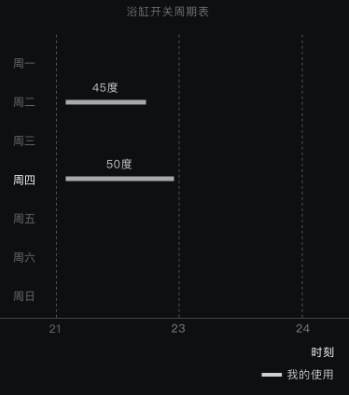 浴缸开关周期表
周一
45度
周二
周三
50度
周四
周五
周六
周日
21 23 24
时刻
我的使用